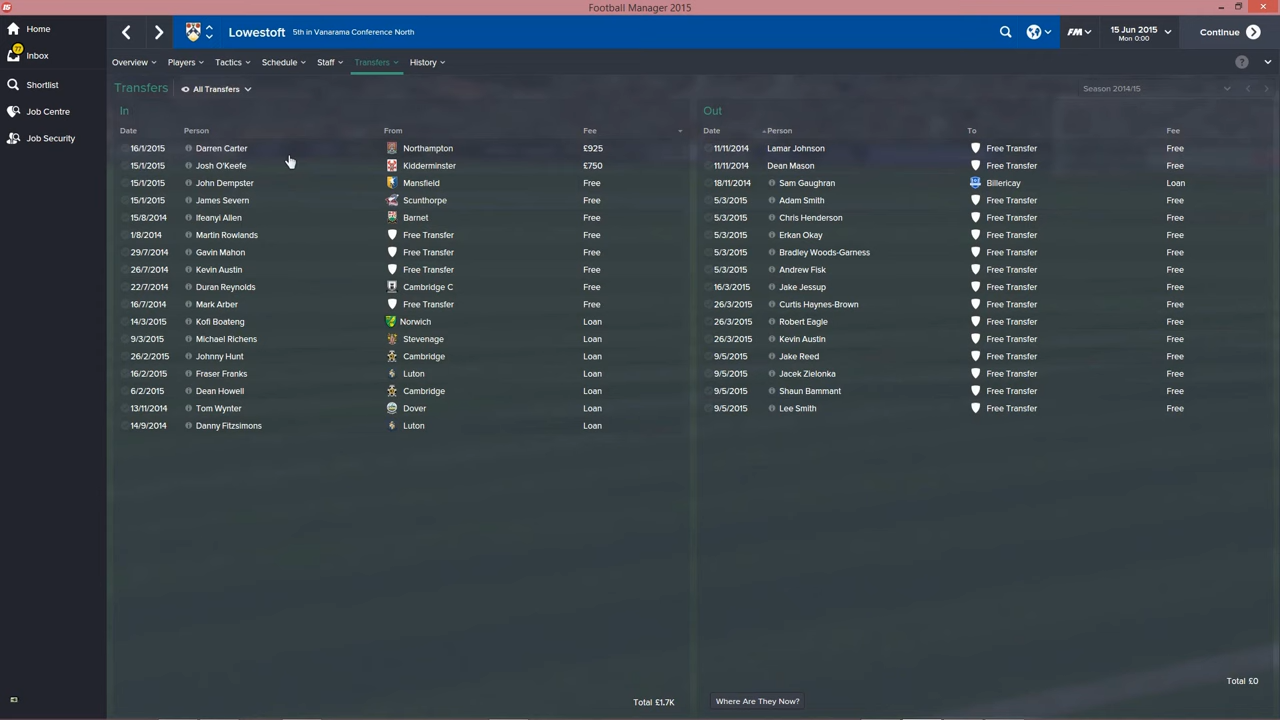 Football Manager 2015
Home
Inbox
77
Shortlist
Job Centre
Job Security
Lowestoft 5th in Vanarama Conference North
FM
15 Jun 2015
Mon 0:00
Continue
Overview Players Tactics Schedule Staff Transfers History
Transfers All Transfers Season 2014/15
In
Date Person From Fee
16/1/2015 Darren Carter Northampton £925
15/1/2015 Josh O'Keefe Kidderminster £750
15/1/2015 John Dempster Mansfield Free
15/1/2015 James Severn Scunthorpe Free
15/8/2014 Ifeanyi Allen Barnet Free
1/8/2014 Martin Rowlands Free Transfer Free
29/7/2014 Gavin Mahon Free Transfer Free
26/7/2014 Kevin Austin Free Transfer Free
22/7/2014 Duran Reynolds Cambridge C Free
16/7/2014 Mark Arber Free Transfer Free
14/3/2015 Kofi Boateng Norwich Loan
9/3/2015 Michael Richens Stevenage Loan
26/2/2015 Johnny Hunt Cambridge Loan
16/2/2015 Fraser Franks Luton Loan
6/2/2015 Dean Howell Cambridge Loan
13/11/2014 Tom Wynter Dover Loan
14/9/2014 Danny Fitzsimons Luton Loan
Total £1.7K
Out
Date Person To Fee
11/11/2014 Lamar Johnson Free Transfer Free
11/11/2014 Dean Mason Free Transfer Free
18/11/2014 Sam Gaughran Billericay Loan
5/3/2015 Adam Smith Free Transfer Free
5/3/2015 Chris Henderson Free Transfer Free
5/3/2015 Erkan Okay Free Transfer Free
5/3/2015 Bradley Woods-Garness Free Transfer Free
5/3/2015 Andrew Fisk Free Transfer Free
16/3/2015 Jake Jessup Free Transfer Free
26/3/2015 Curtis Haynes-Brown Free Transfer Free
26/3/2015 Robert Eagle Free Transfer Free
26/3/2015 Kevin Austin Free Transfer Free
9/5/2015 Jake Reed Free Transfer Free
9/5/2015 Jacek Zielonka Free Transfer Free
9/5/2015 Shaun Bammant Free Transfer Free
9/5/2015 Lee Smith Free Transfer Free
Total £0
Where Are They Now?